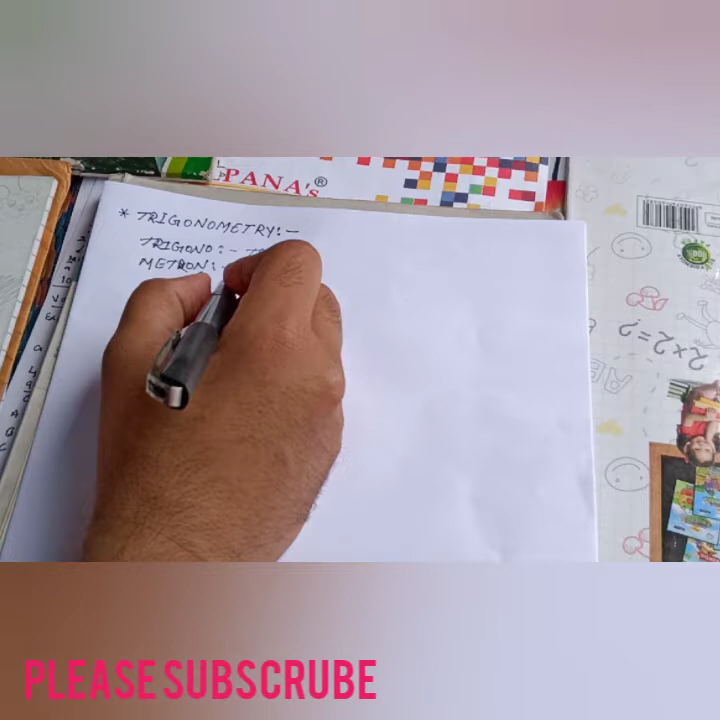 PANA's®
* TRIGONOMETRY:-
TRIGONO:-
METRON:-
2×2=?
PLEASE SUBSCRUBE